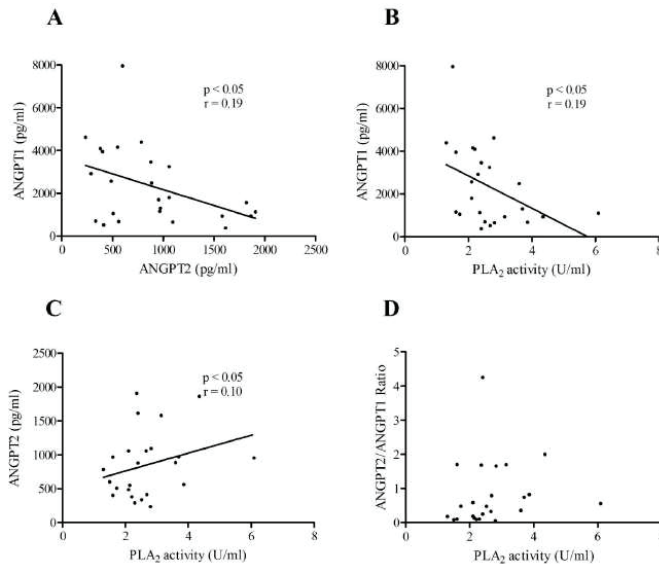 A
8000
6000
4000
2000
0
ANGPT1 (pg/ml)
p < 0.05
r = 0.19
0 500 1000 1500 2000 2500
ANGPT2 (pg/ml)
B
8000
6000
4000
2000
0
ANGPT1 (pg/ml)
p < 0.05
r = 0.19
0 2 4 6 8
PLA₂ activity (U/ml)
C
2500
2000
1500
1000
500
0
ANGPT2 (pg/ml)
p < 0.05
r = 0.10
0 2 4 6 8
PLA₂ activity (U/ml)
D
5
4
3
2
1
0
ANGPT2/ANGPT1 Ratio
0 2 4 6 8
PLA₂ activity (U/ml)